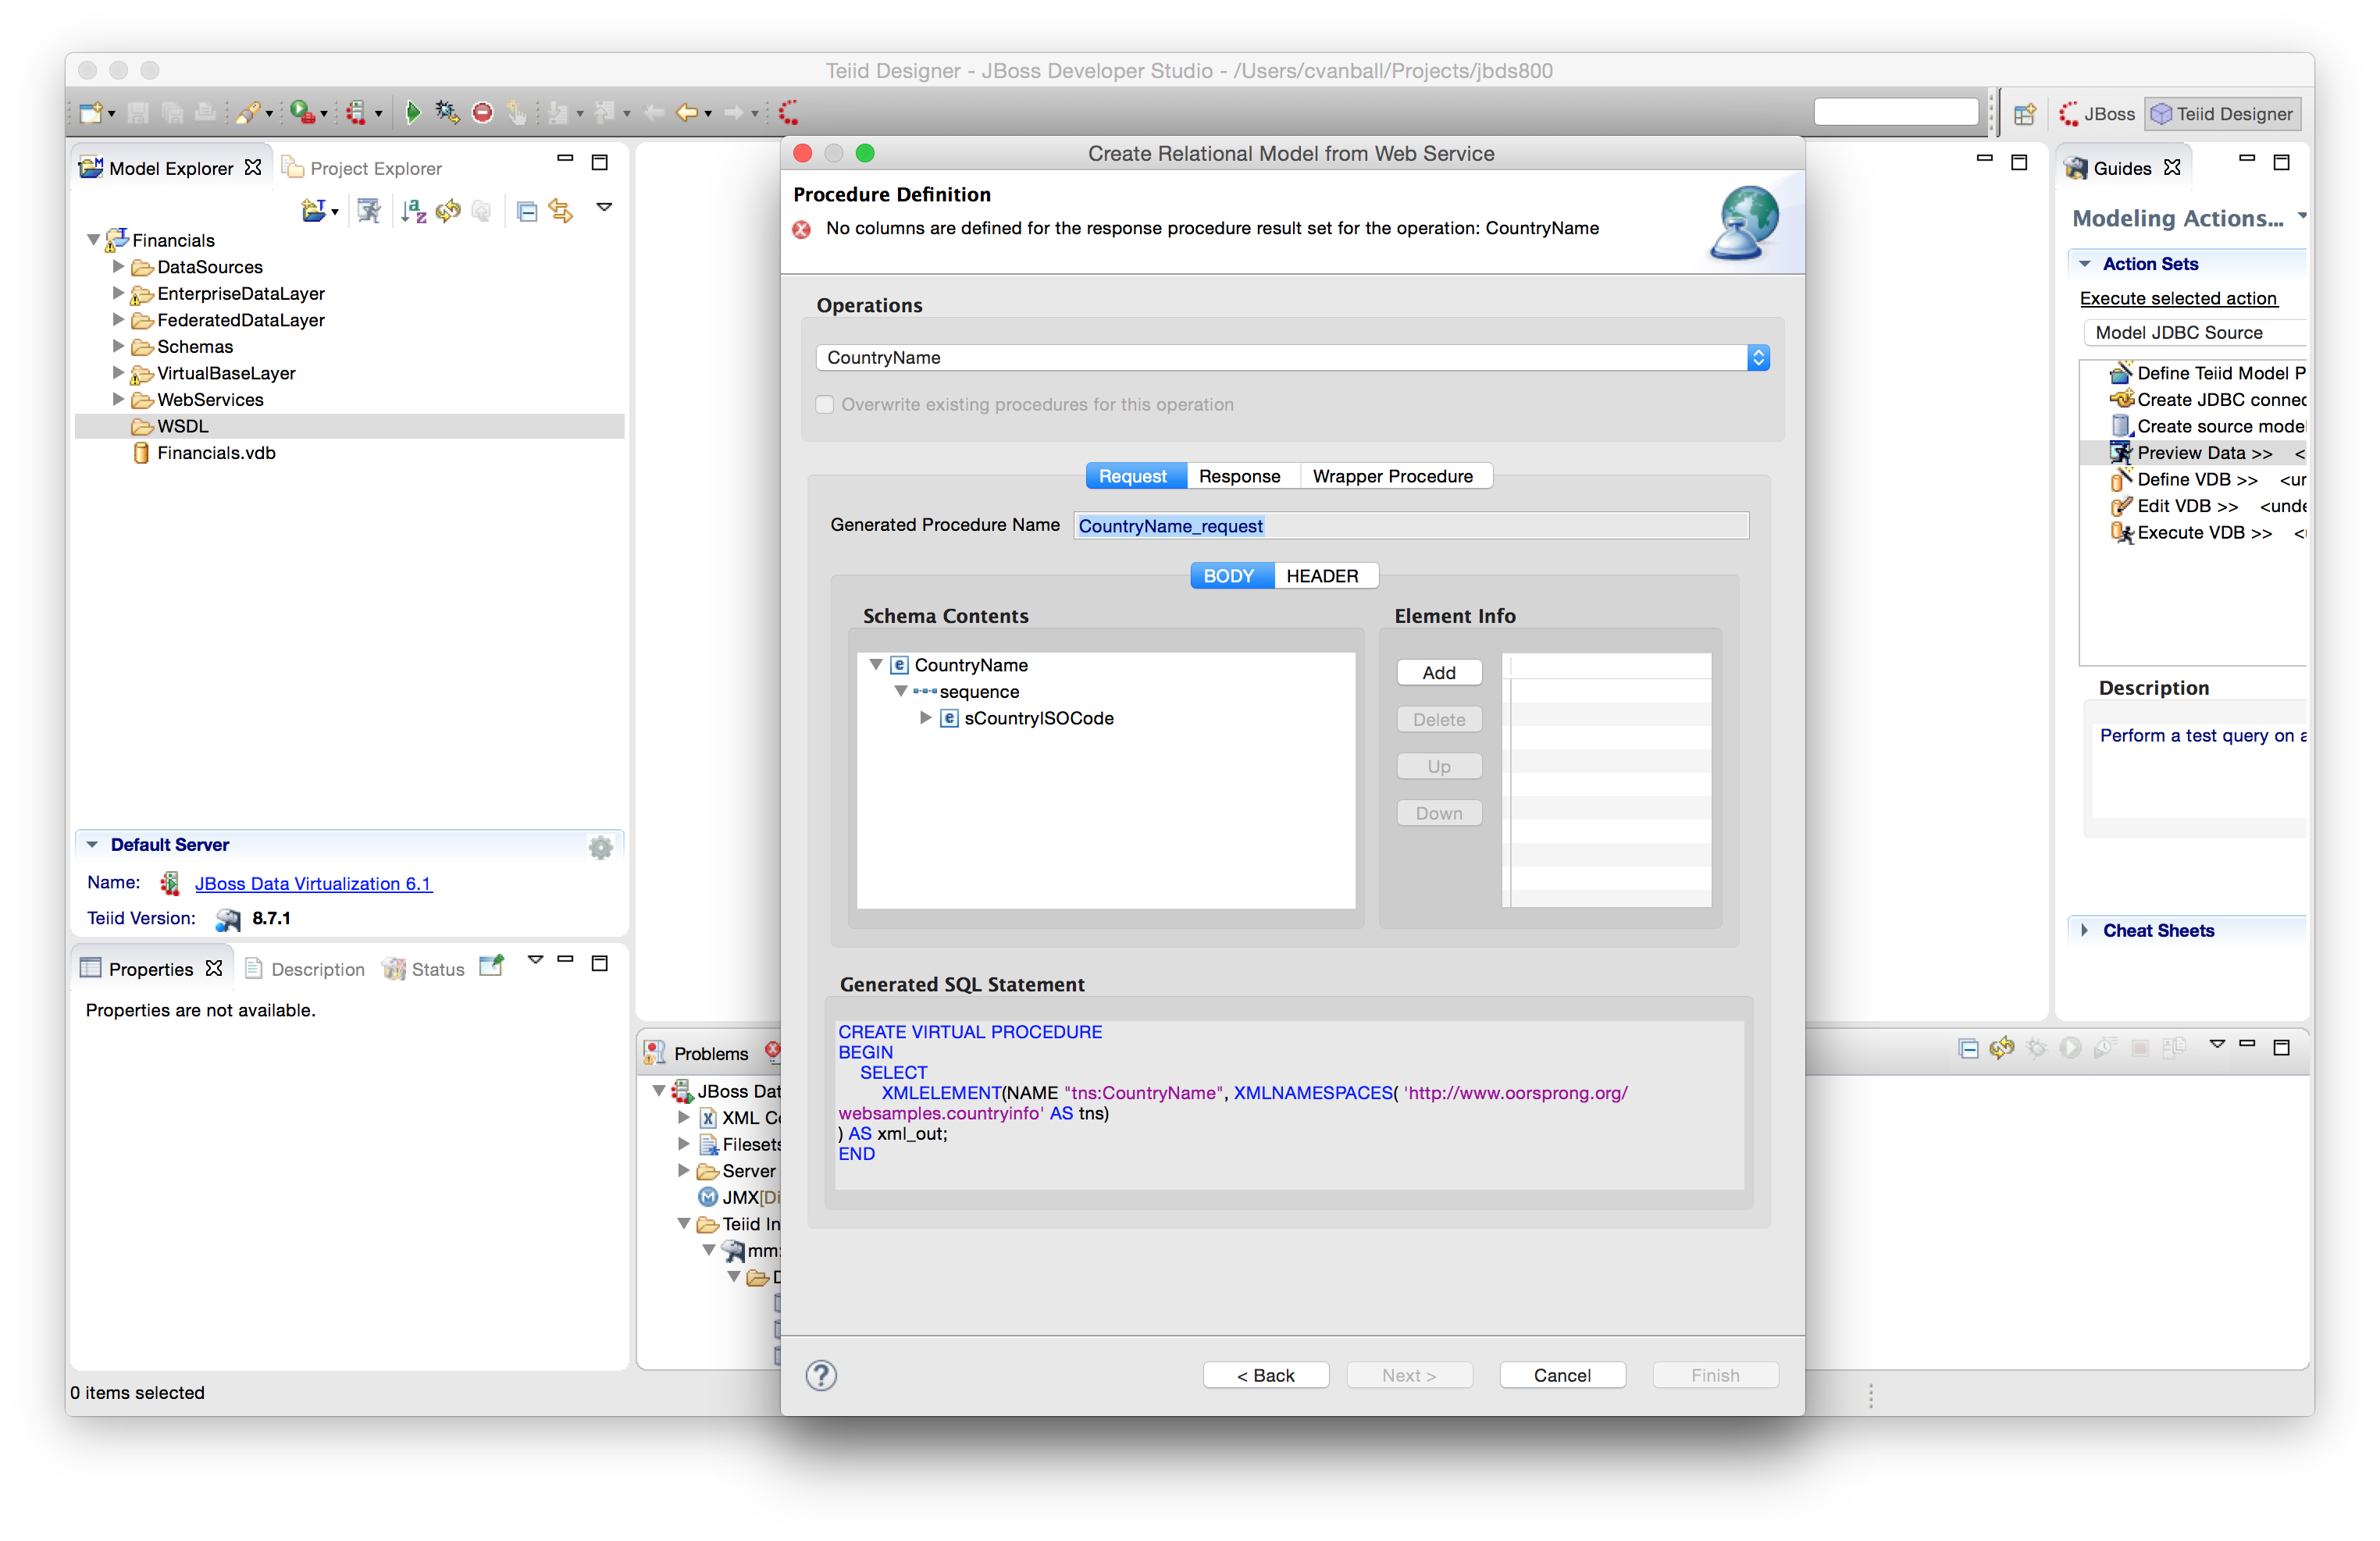 Teiid Designer - JBoss Developer Studio - /Users/cvanball/Projects/jbds800
JBoss
Teiid Designer
Model Explorer
Project Explorer
Financials
DataSources
EnterpriseDataLayer
FederatedDataLayer
Schemas
VirtualBaseLayer
WebServices
WSDL
Financials.vdb
Default Server
Name:
JBoss Data Virtualization 6.1
Teiid Version:
8.7.1
Properties
Description
Status
Properties are not available.
0 items selected
Create Relational Model from Web Service
Procedure Definition
No columns are defined for the response procedure result set for the operation: CountryName
Operations
CountryName
Overwrite existing procedures for this operation
Request
Response
Wrapper Procedure
Generated Procedure Name
CountryName_request
BODY
HEADER
Schema Contents
CountryName
sequence
sCountryISOCode
Element Info
Add
Delete
Up
Down
Generated SQL Statement
CREATE VIRTUAL PROCEDURE
BEGIN
SELECT
XMLELEMENT(NAME "tns:CountryName", XMLNAMESPACES( 'http://www.oorsprong.org/
websamples.countryinfo' AS tns)
) AS xml_out;
END
< Back
Next >
Cancel
Finish
Problems
JBoss Dat
XML Co
Filesets
Server
JMX[Di
Teiid In
mm:
Guides
Modeling Actions...
Action Sets
Execute selected action
Model JDBC Source
Define Teiid Model P
Create JDBC connec
Create source model
Preview Data >> <
Define VDB >> <ur
Edit VDB >> <unde
Execute VDB >> <
Description
Perform a test query on a
Cheat Sheets